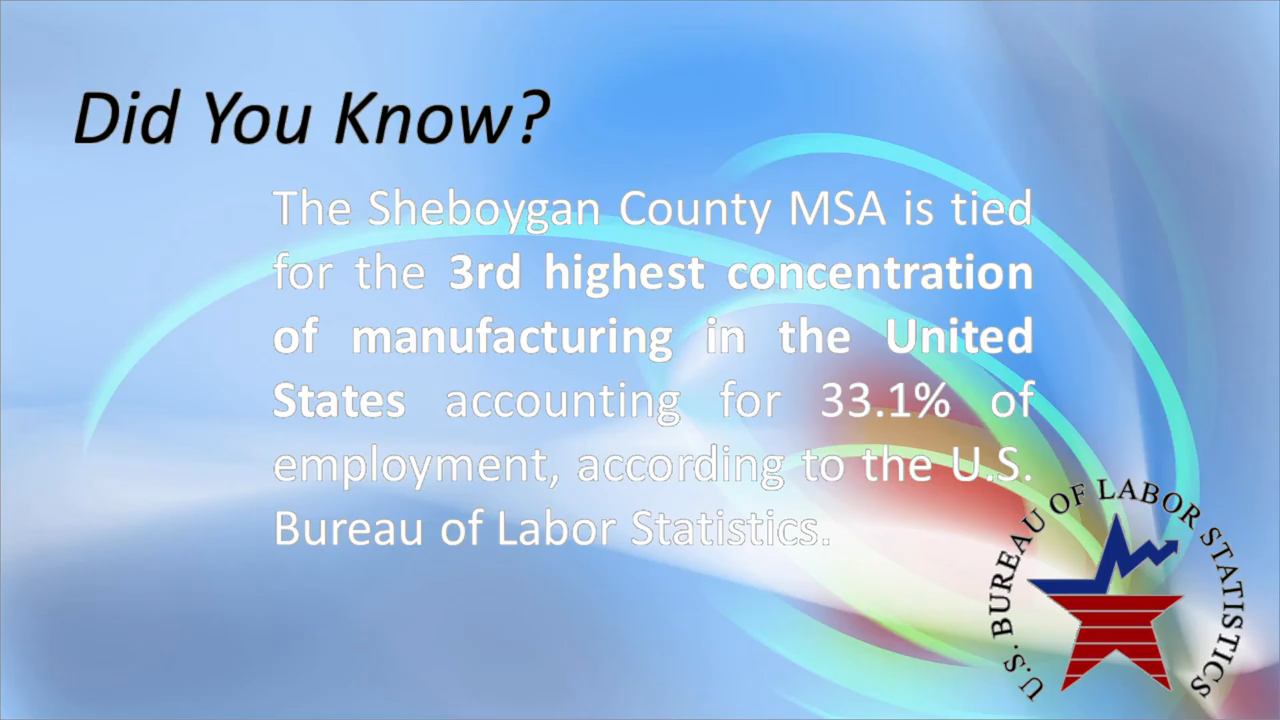 Did You Know?
The Sheboygan County MSA is tied
for the 3rd highest concentration
of manufacturing in the United
States accounting for 33.1% of
employment, according to the U.S.
Bureau of Labor Statistics.
U.S. BUREAU OF LABOR STATISTICS